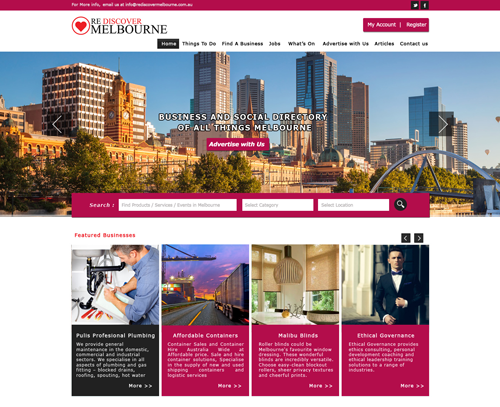 For More info, email us at info@rediscovermelbourne.com.au
RE DISCOVER
MELBOURNE
My Account | Register
Home Things To Do Find A Business Jobs What's On Advertise with Us Articles Contact us
BUSINESS AND SOCIAL DIRECTORY
OF ALL THINGS MELBOURNE
Advertise with Us
Search : Find Products / Services / Events in Melbourne Select Category Select Location
Featured Businesses
Pulis Profesional Plumbing
We provide general
maintenance in the domestic,
commercial and industrial
sectors. We specialise in all
aspects of plumbing and gas
fitting - blocked drains,
roofing, spouting, hot water
More >>
Affordable Containers
Container Sales and Container
Hire Australia Wide at
Affordable price. Sale and hire
container solutions, Specialise
in the supply of new and used
shipping containers and
logistic services
More >>
Malibu Blinds
Roller blinds could be
Melbourne's favourite window
dressing. These wonderful
blinds are incredibly versatile.
Choose easy-clean blockout
rollers, sheer privacy textures
and cheerful prints.
More >>
Ethical Governance
Ethical Governance provides
ethics consulting, personal
development coaching and
ethical leadership training
solutions to a range of
industries.
More >>